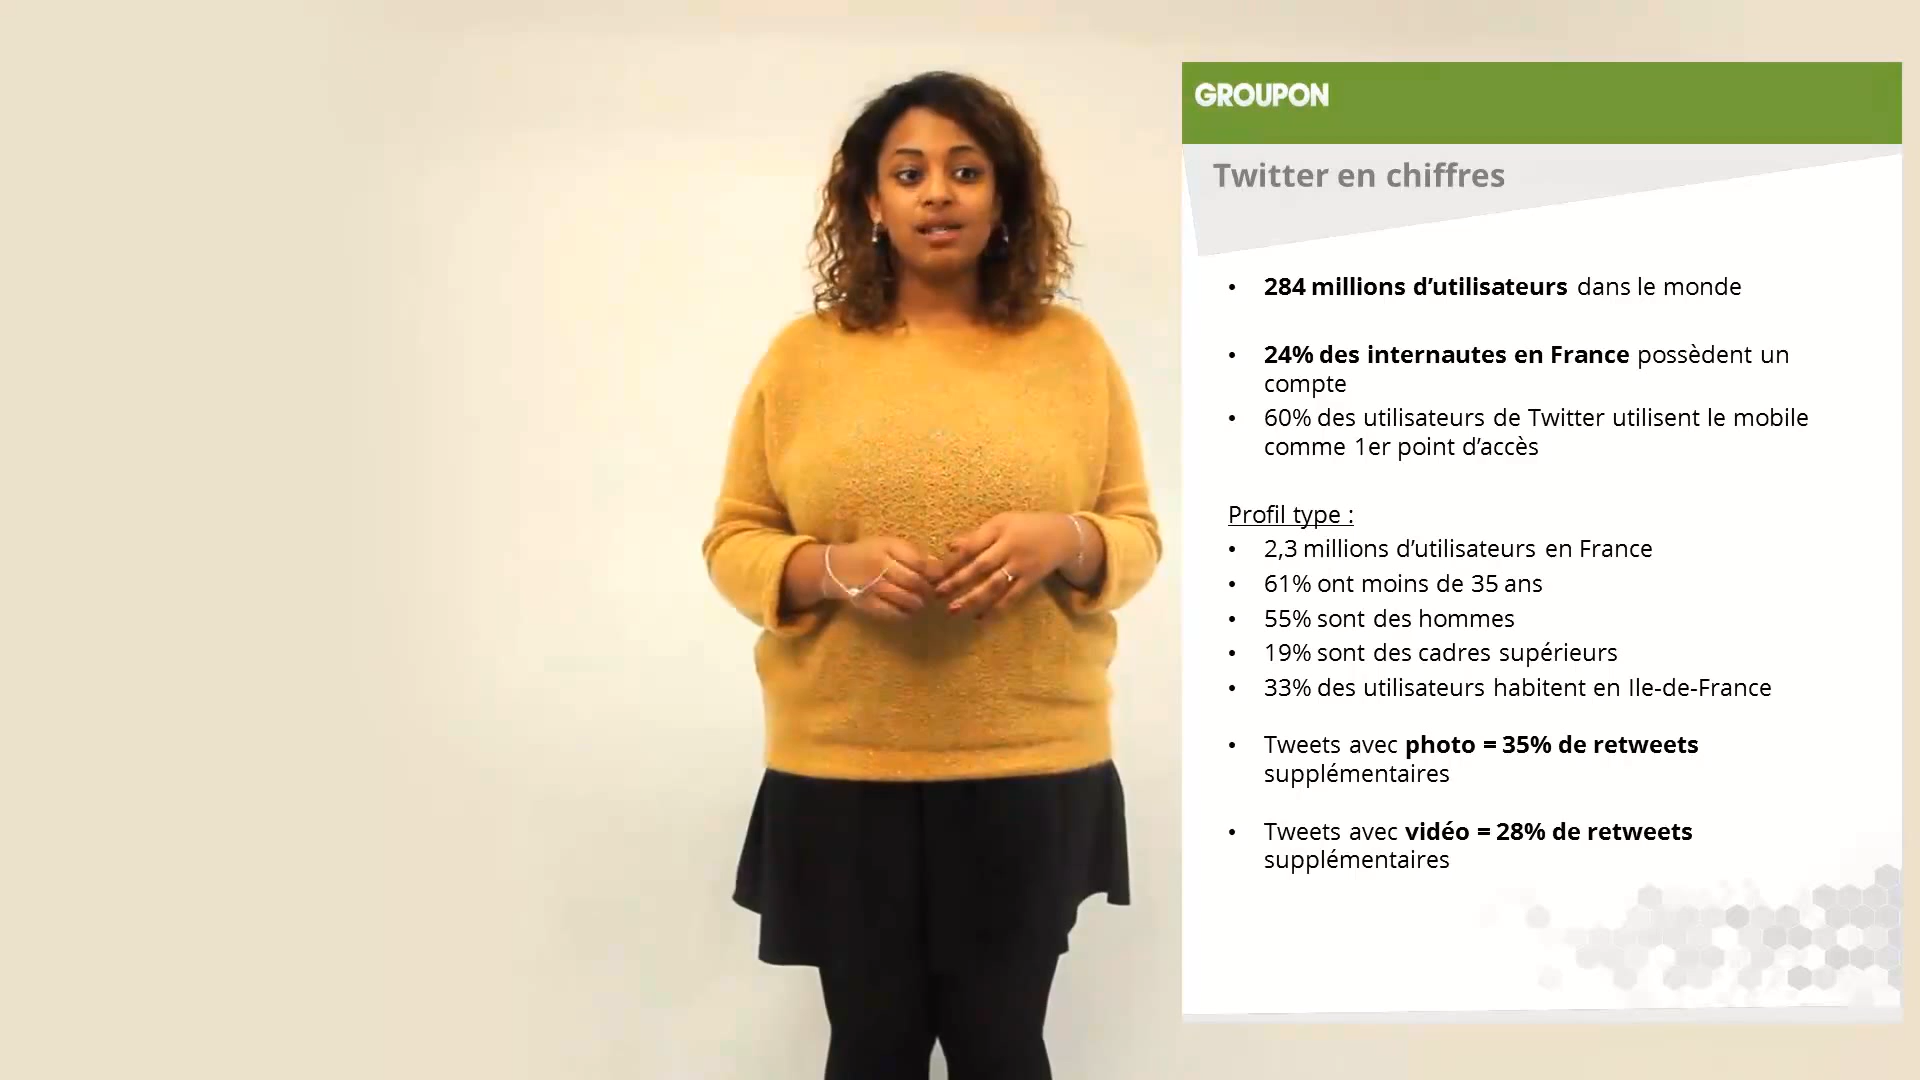 GROUPON
Twitter en chiffres
• 284 millions d’utilisateurs dans le monde
• 24% des internautes en France possèdent un
compte
• 60% des utilisateurs de Twitter utilisent le mobile
comme 1er point d’accès
Profil type :
• 2,3 millions d’utilisateurs en France
• 61% ont moins de 35 ans
• 55% sont des hommes
• 19% sont des cadres supérieurs
• 33% des utilisateurs habitent en Ile-de-France
• Tweets avec photo = 35% de retweets
supplémentaires
• Tweets avec vidéo = 28% de retweets
supplémentaires